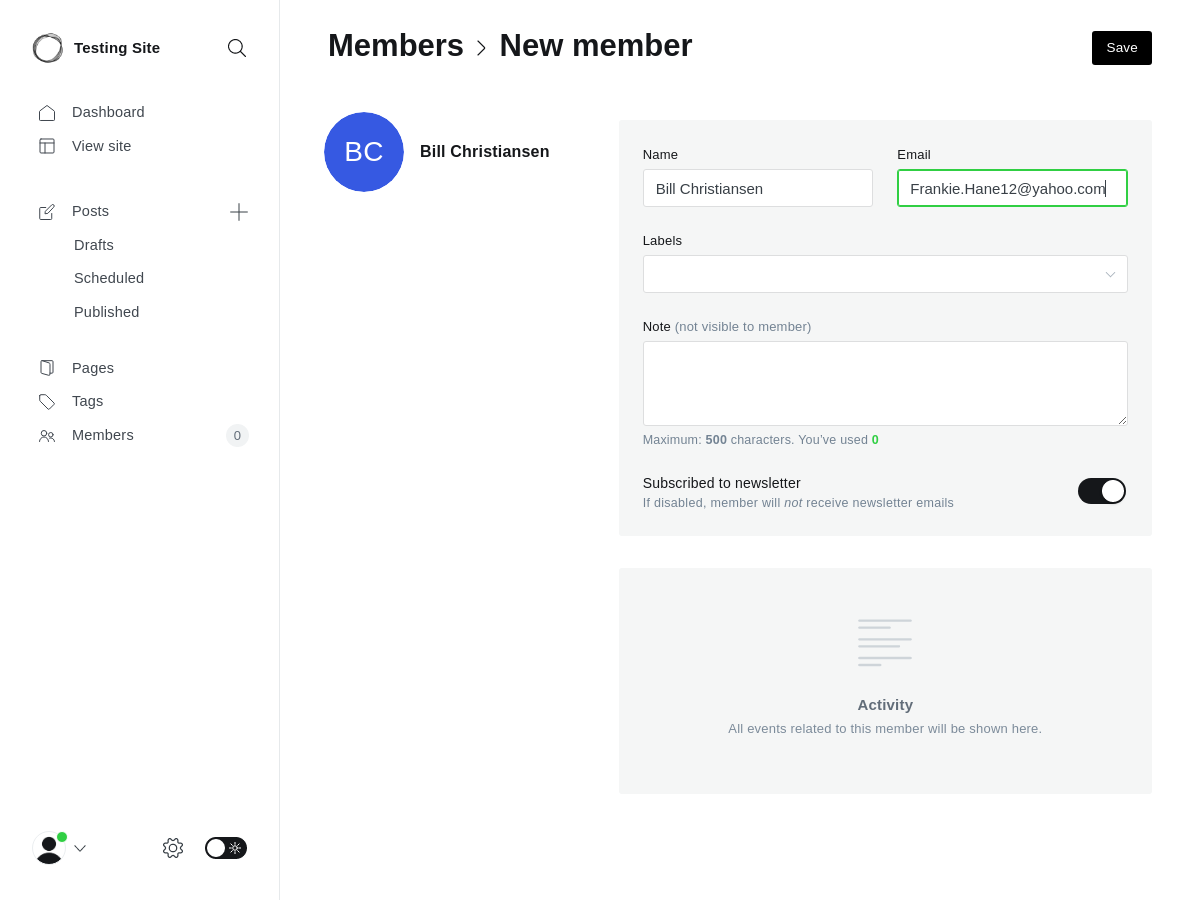 Testing Site
Dashboard
View site
Posts
Drafts
Scheduled
Published
Pages
Tags
Members 0
Members New member
Save
BC
Bill Christiansen
Name
Bill Christiansen
Email
Frankie.Hane12@yahoo.com
Labels
Note (not visible to member)
Maximum: 500 characters. You’ve used 0
Subscribed to newsletter
If disabled, member will not receive newsletter emails
Activity
All events related to this member will be shown here.